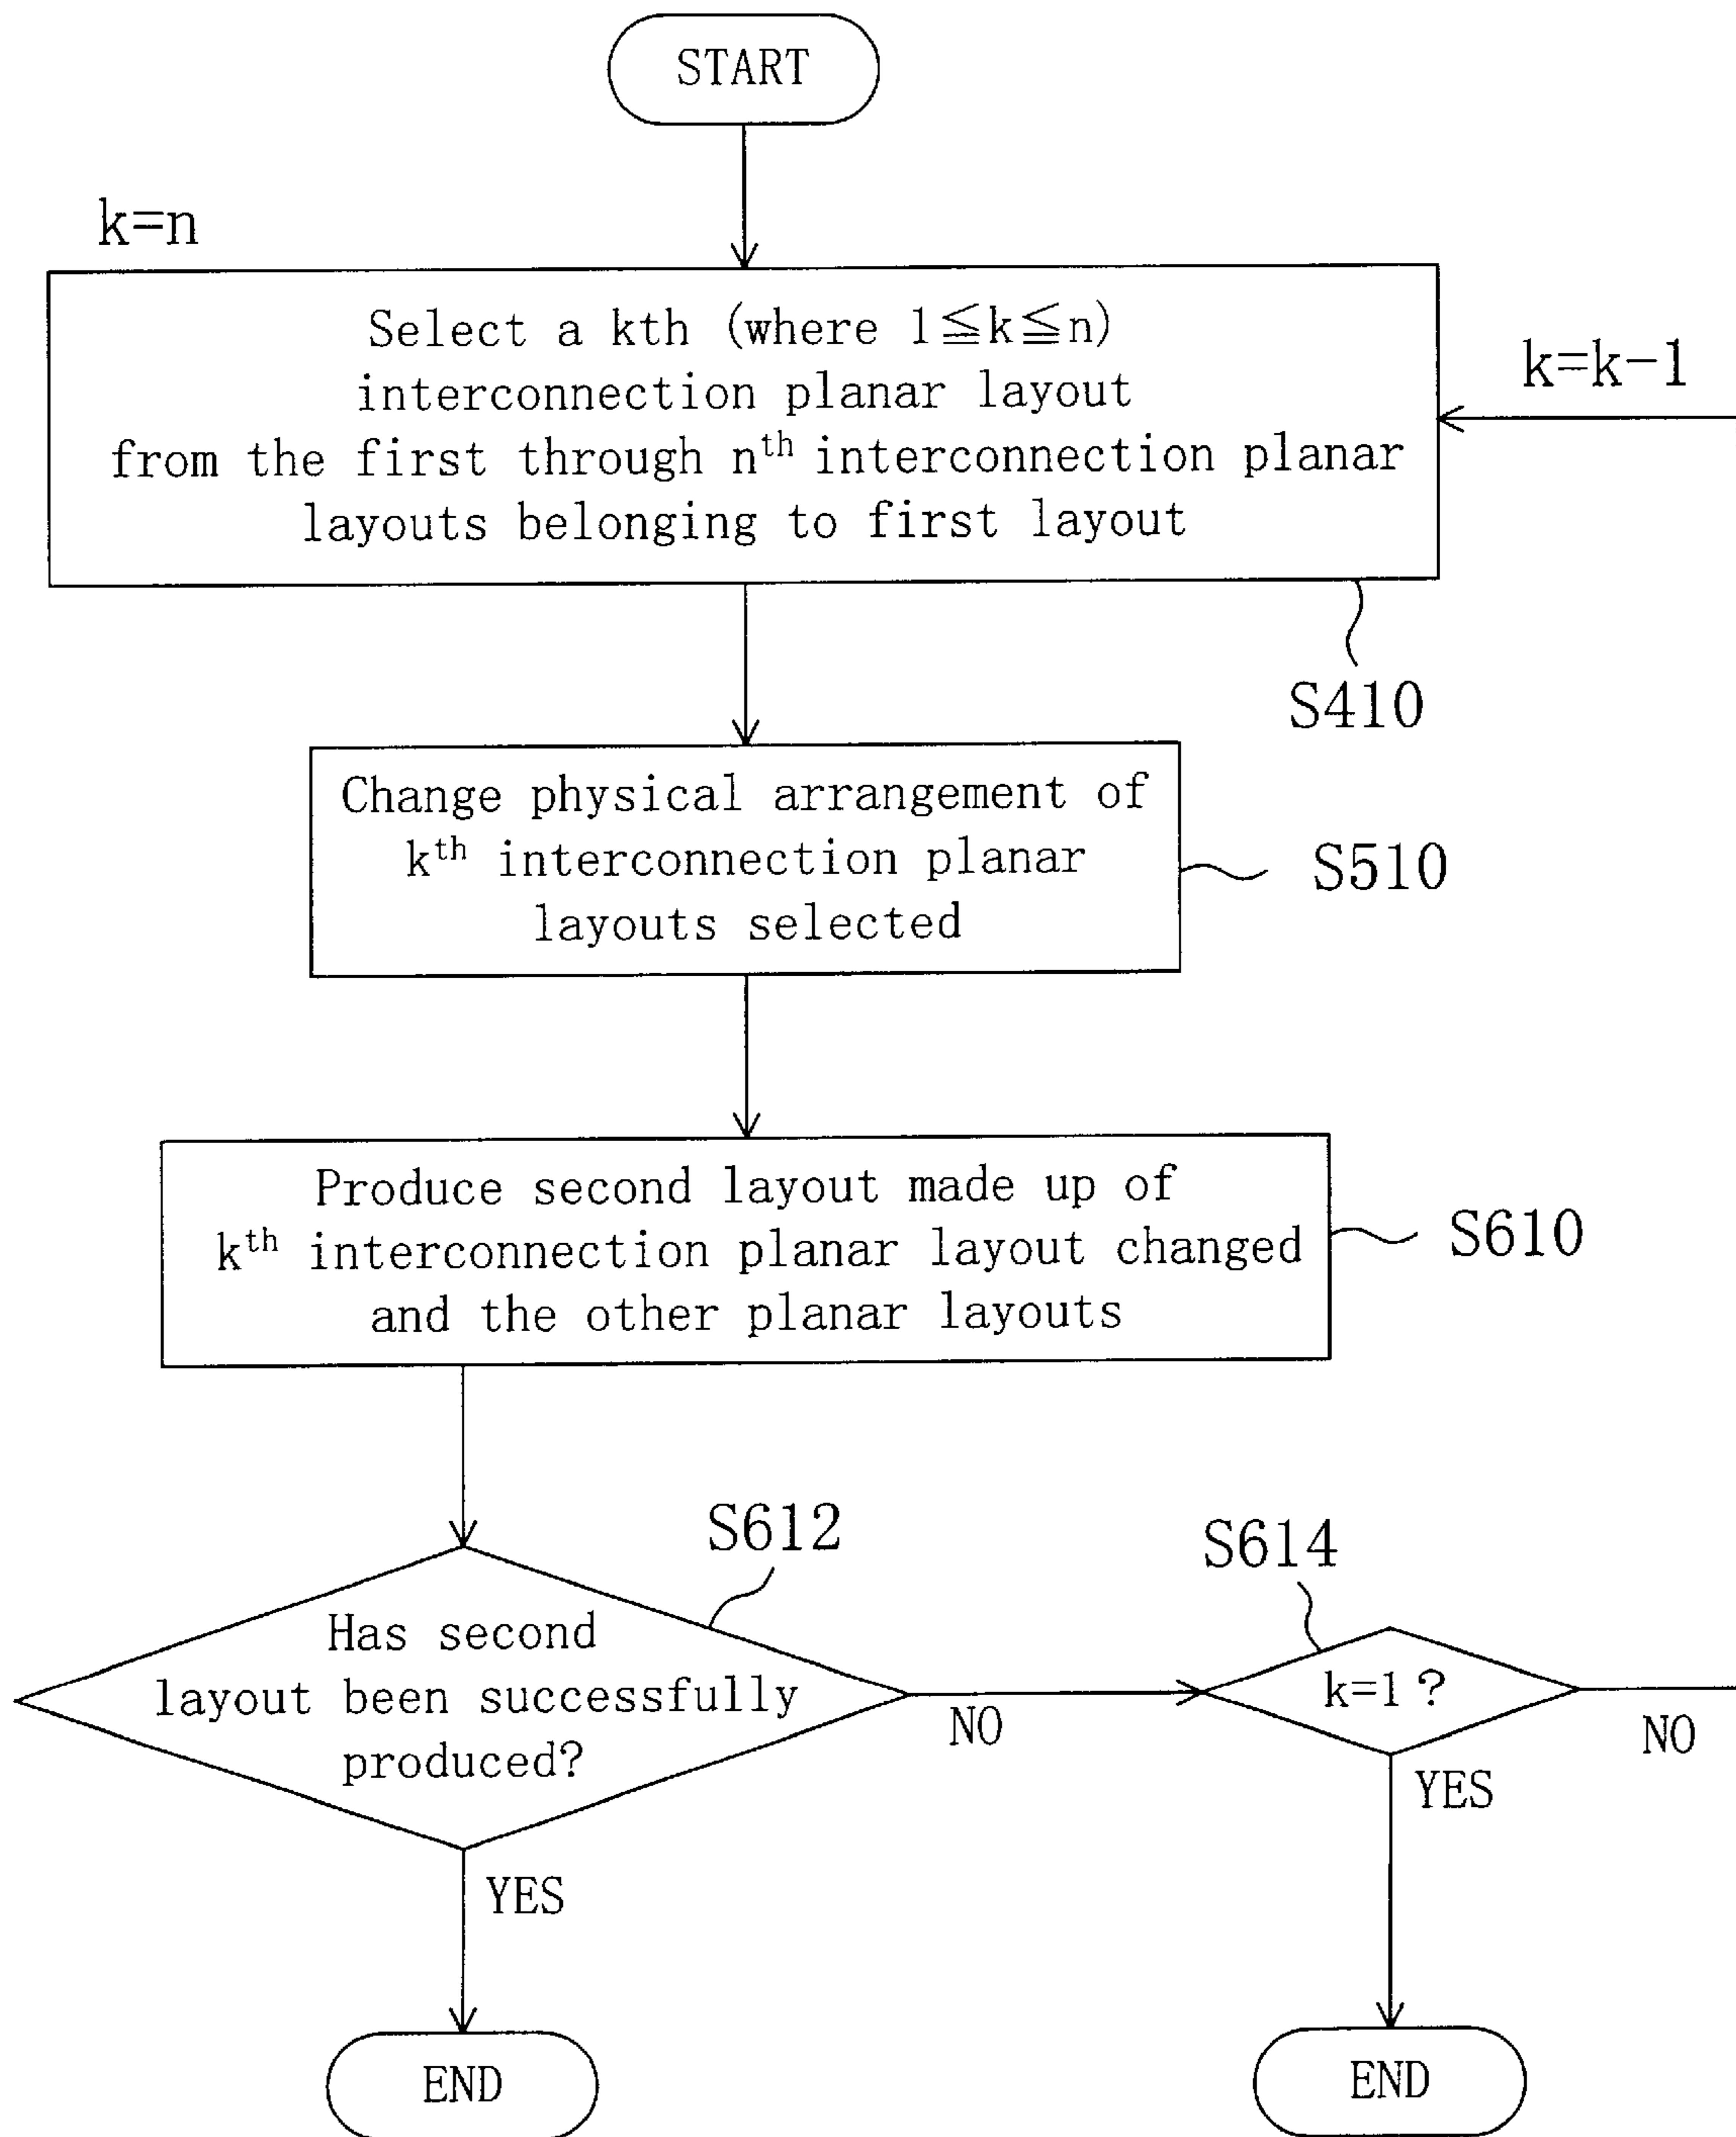 START
k=n
Select a kth (where 1≦k≦n)
interconnection planar layout
from the first through nth interconnection planar
layouts belonging to first layout
k=k-1
S410
Change physical arrangement of
kth interconnection planar
layouts selected
S510
Produce second layout made up of
kth interconnection planar layout changed
and the other planar layouts
S610
S612
S614
Has second
layout been successfully
produced?
NO
k=1?
NO
YES
YES
END
END